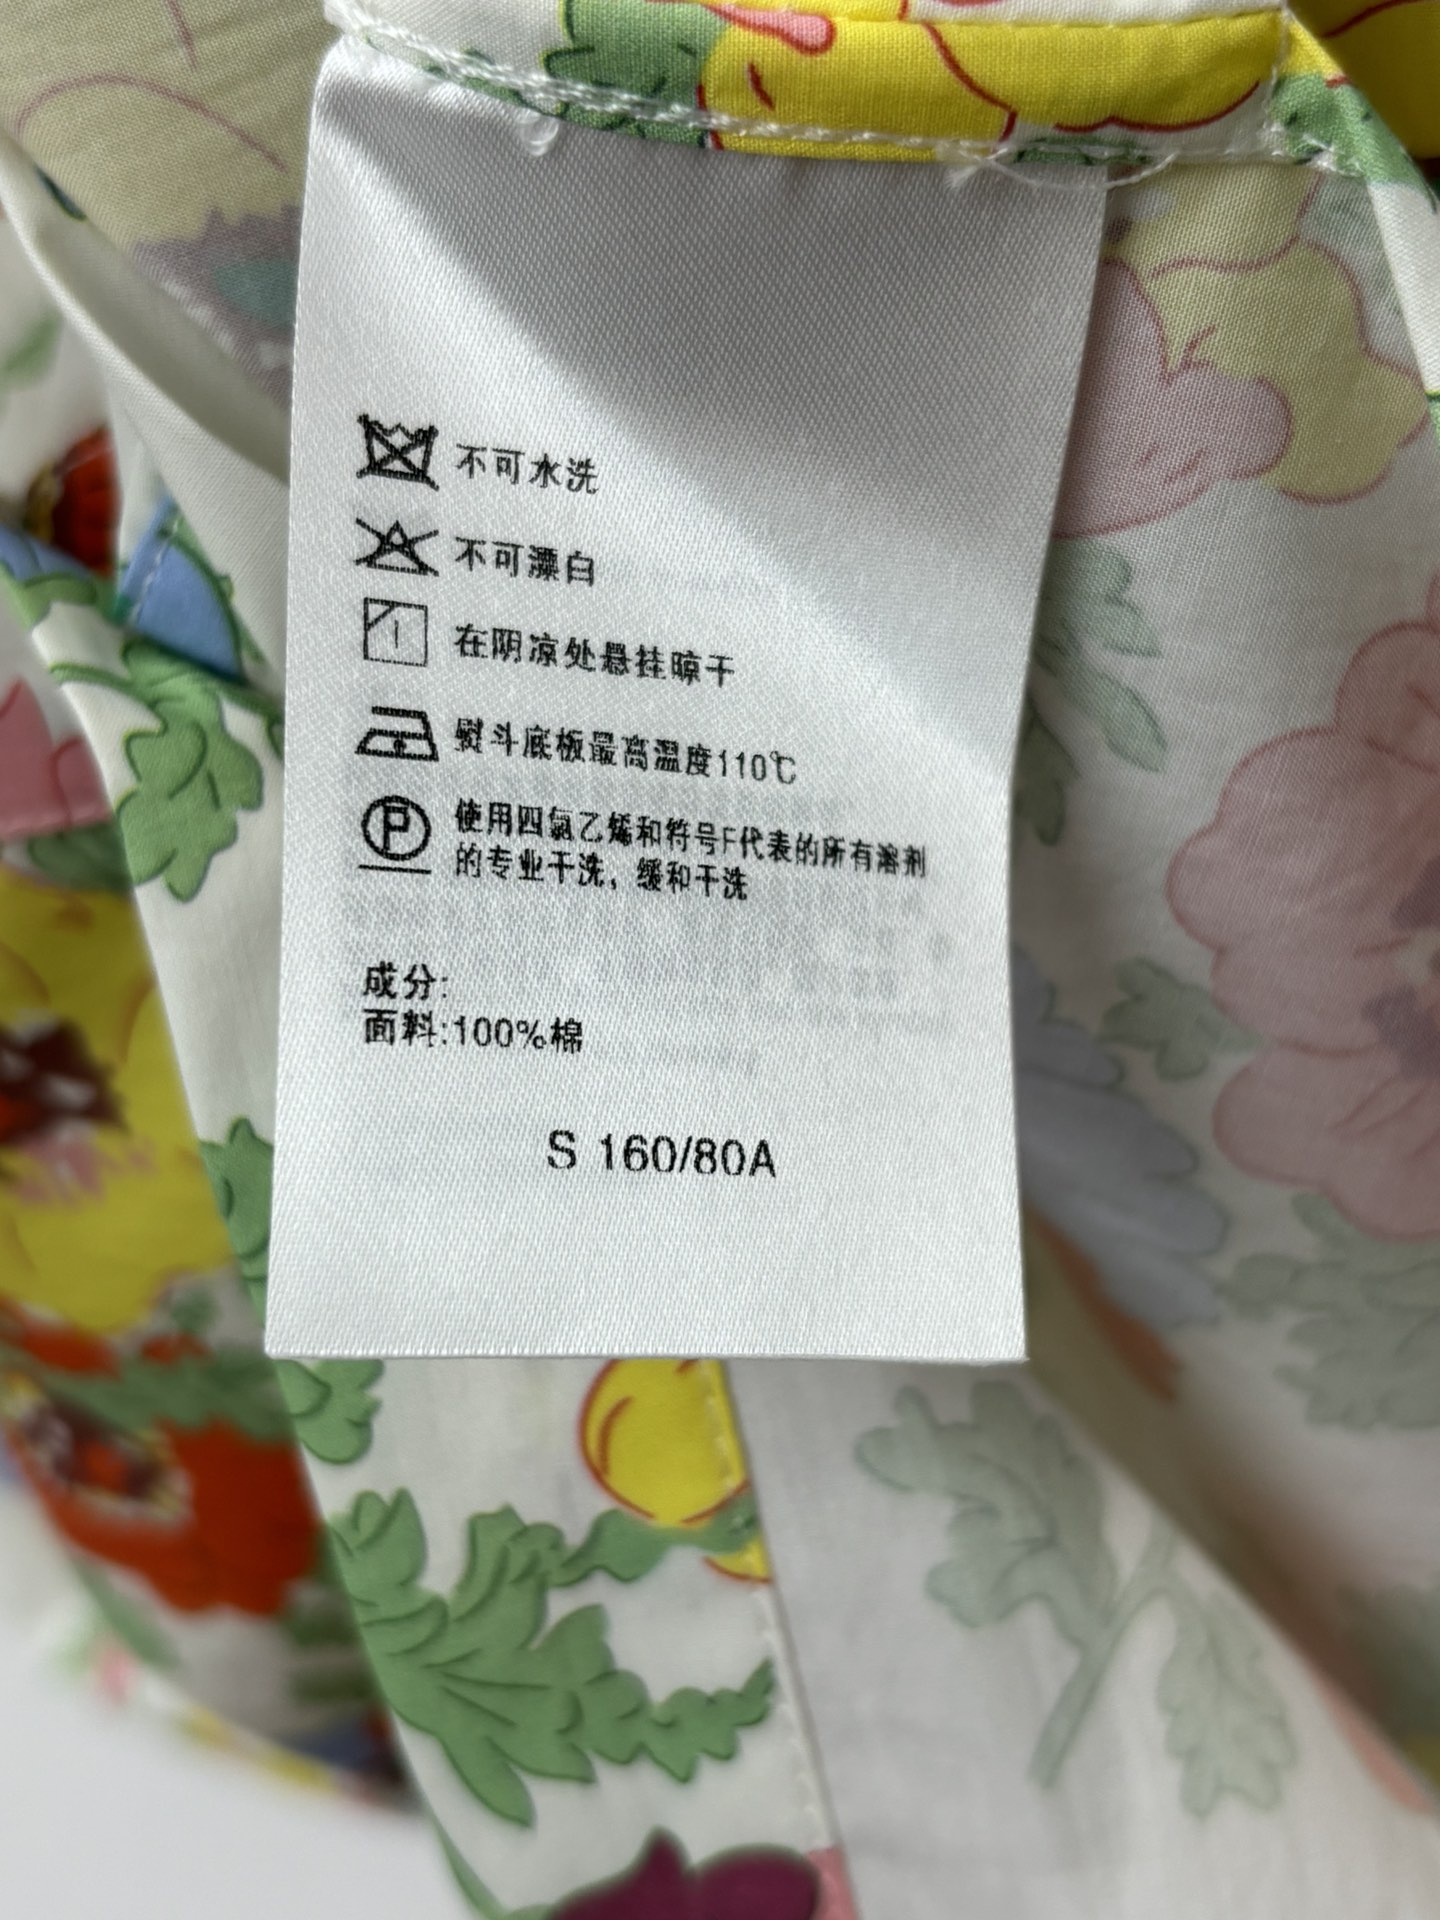 不可水洗
不可漂白
在阴凉处悬挂晾干
熨斗底板最高温度110℃
P 使用四氯乙烯和符号F代表的所有溶剂
的专业干洗，缓和干洗
成分:
面料:100%棉
S 160/80A